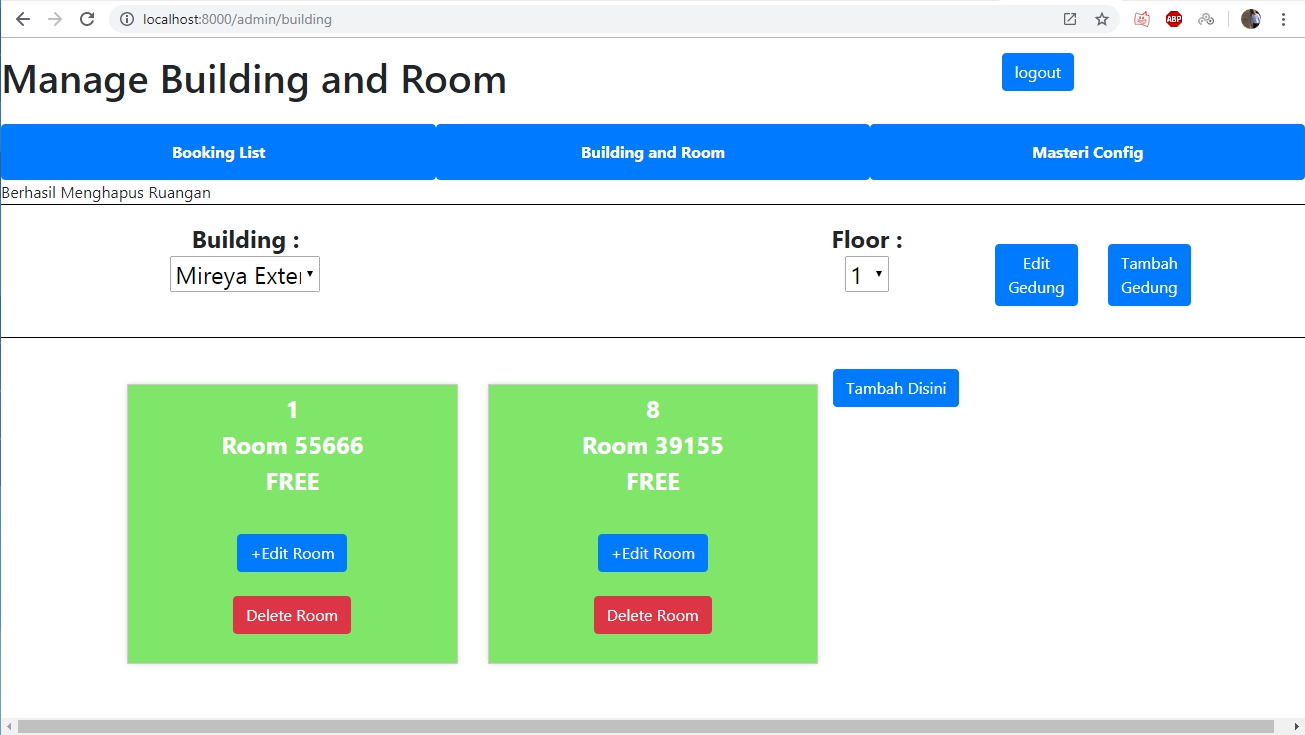 localhost:8000/admin/building
ABP
Manage Building and Room
logout
Booking List
Building and Room
Masteri Config
Berhasil Menghapus Ruangan
Building :
Floor :
Mireya Exter
1
Edit
Gedung
Tambah
Gedung
1
Room 55666
FREE
+Edit Room
Delete Room
8
Room 39155
FREE
+Edit Room
Delete Room
Tambah Disini